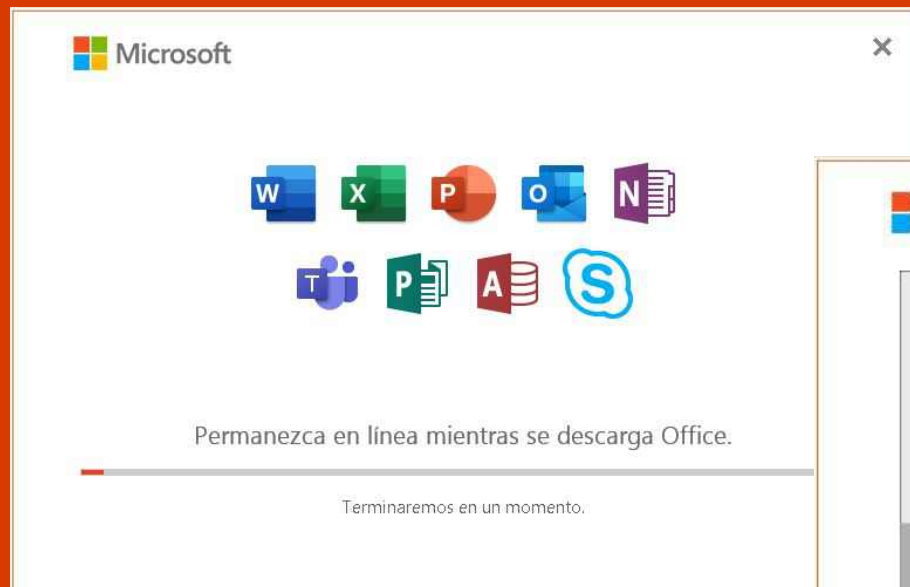 Microsoft
W X P O N
T P A S
Permanezca en línea mientras se descarga Office.
Terminaremos en un momento.